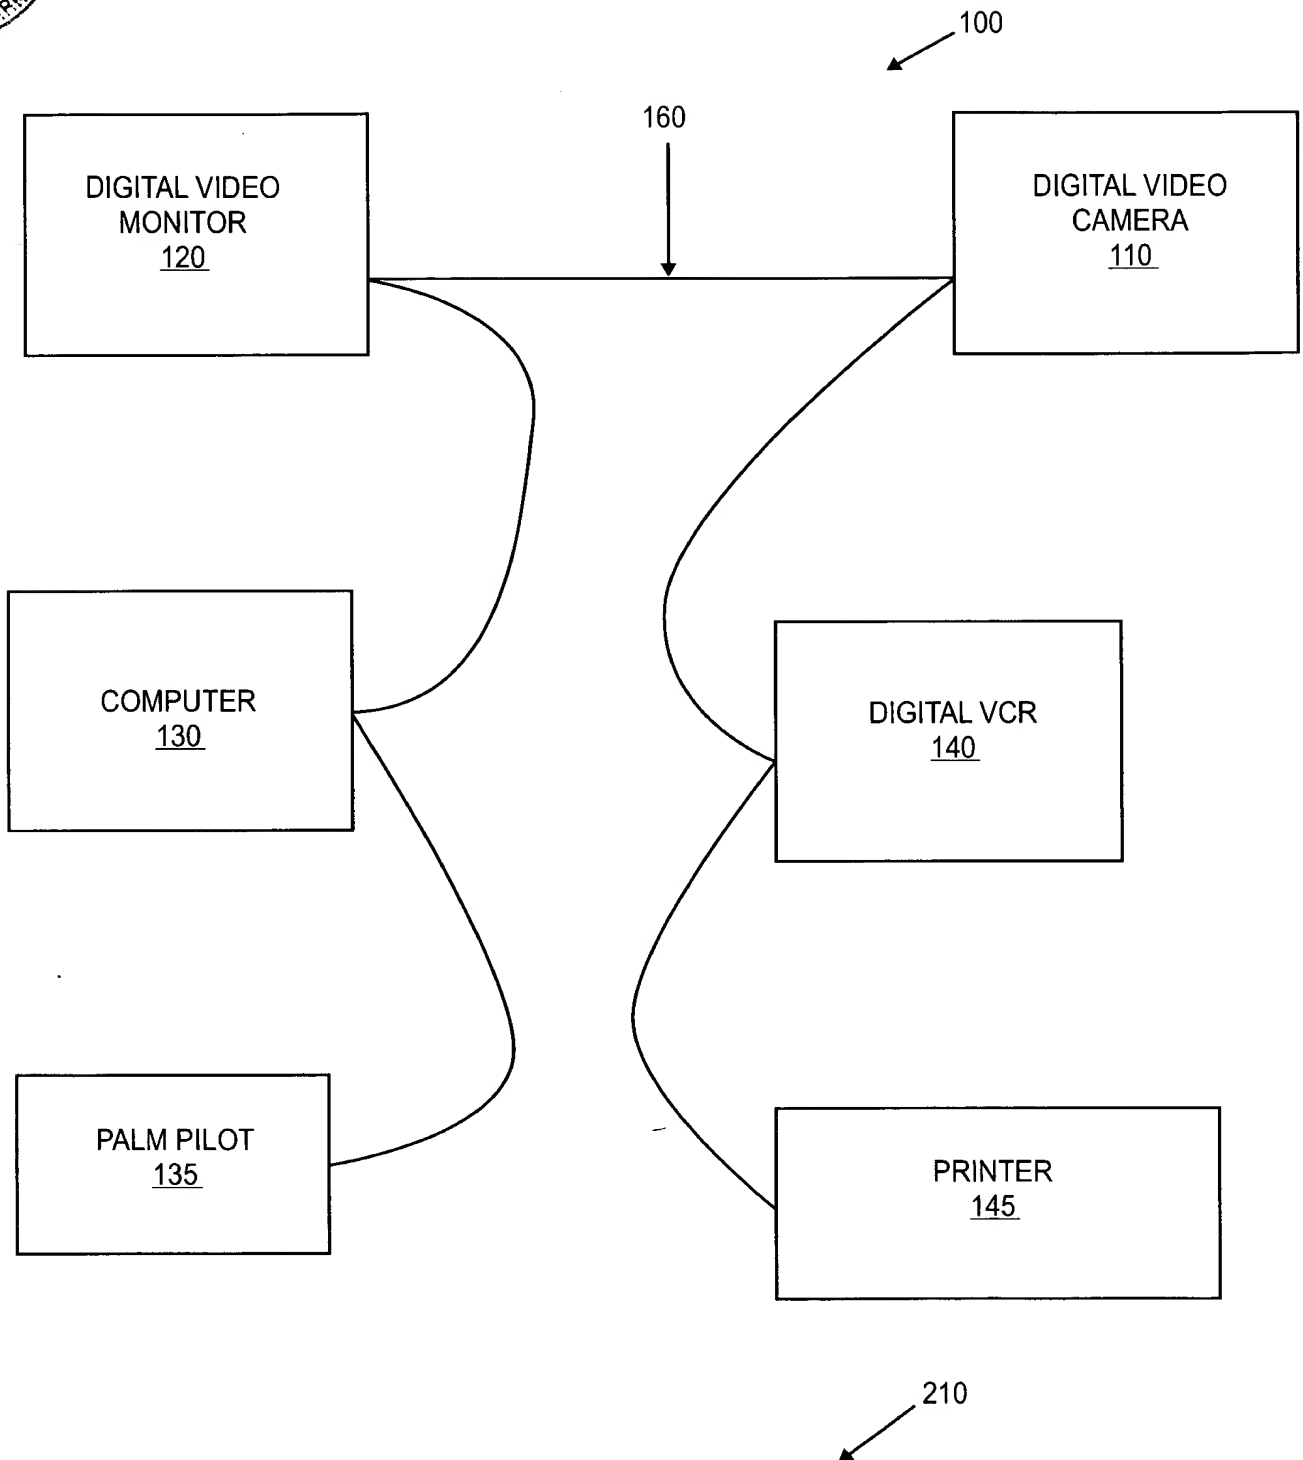 100
160
DIGITAL VIDEO
MONITOR
120
DIGITAL VIDEO
CAMERA
110
COMPUTER
130
DIGITAL VCR
140
PALM PILOT
135
PRINTER
145
210